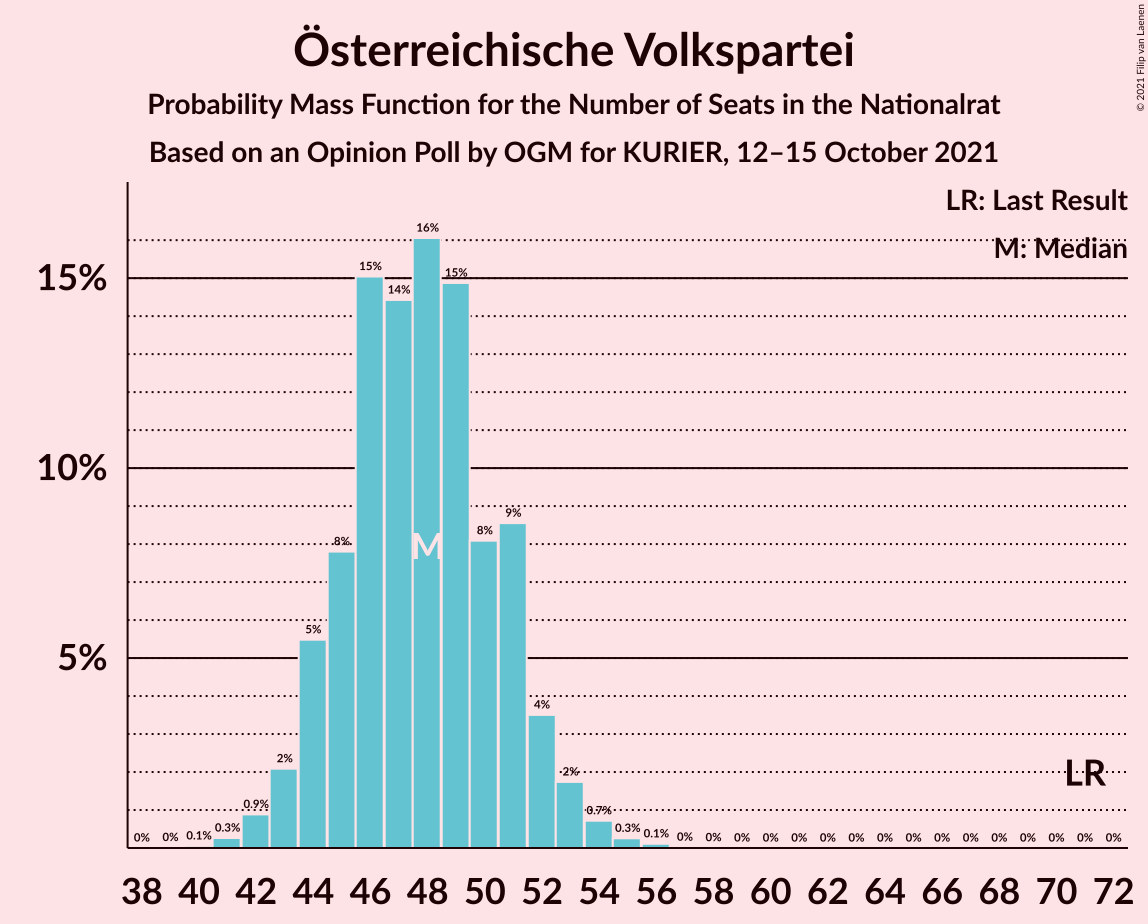 Österreichische Volkspartei
Probability Mass Function for the Number of Seats in the Nationalrat
Based on an Opinion Poll by OGM for KURIER, 12–15 October 2021
© 2021 Filip van Laenen
LR: Last Result
M: Median
15%
10%
5%
0% 0% 0.1% 0.3% 0.9% 2% 5% 8% 15% 14% 16% 15% 8% 9% 4% 2% 0.7% 0.3% 0.1% 0% 0% 0% 0% 0% 0% 0% 0% 0% 0% 0% 0% 0% 0% 0% 0%
M
LR
38 40 42 44 46 48 50 52 54 56 58 60 62 64 66 68 70 72